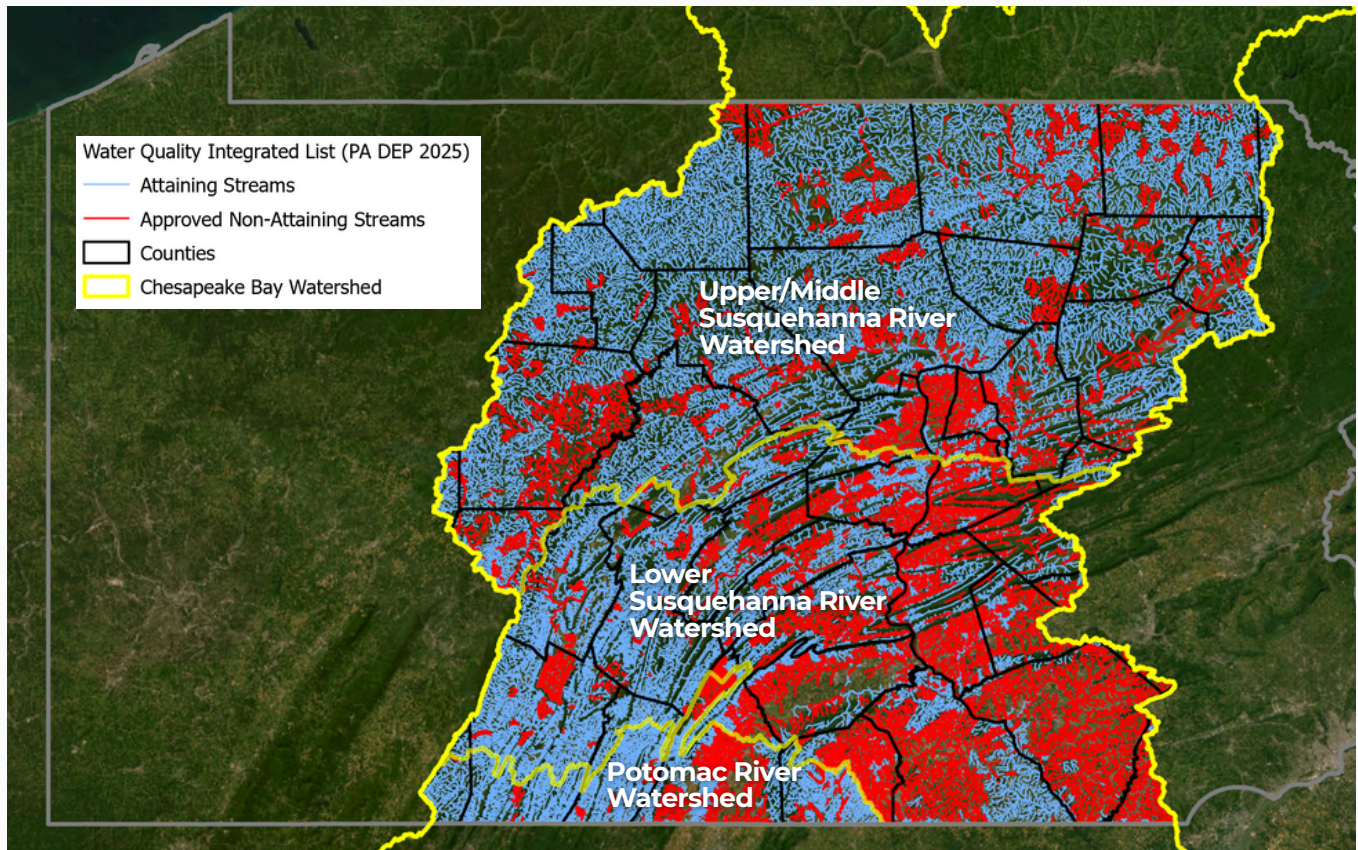 Water Quality Integrated List (PA DEP 2025)
Attaining Streams
Approved Non-Attaining Streams
Counties
Chesapeake Bay Watershed
Upper/Middle
Susquehanna River
Watershed
Lower
Susquehanna River
Watershed
Potomac River
Watershed